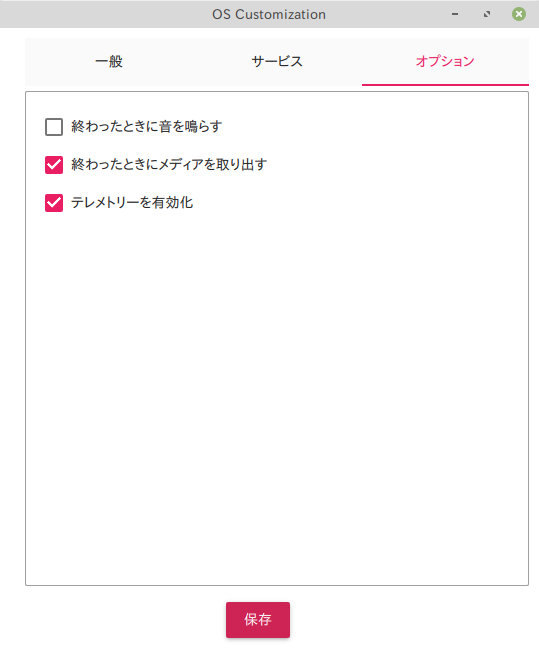 OS Customization
一般 サービス オプション
終わったときに音を鳴らす
終わったときにメディアを取り出す
テレメトリーを有効化
保存